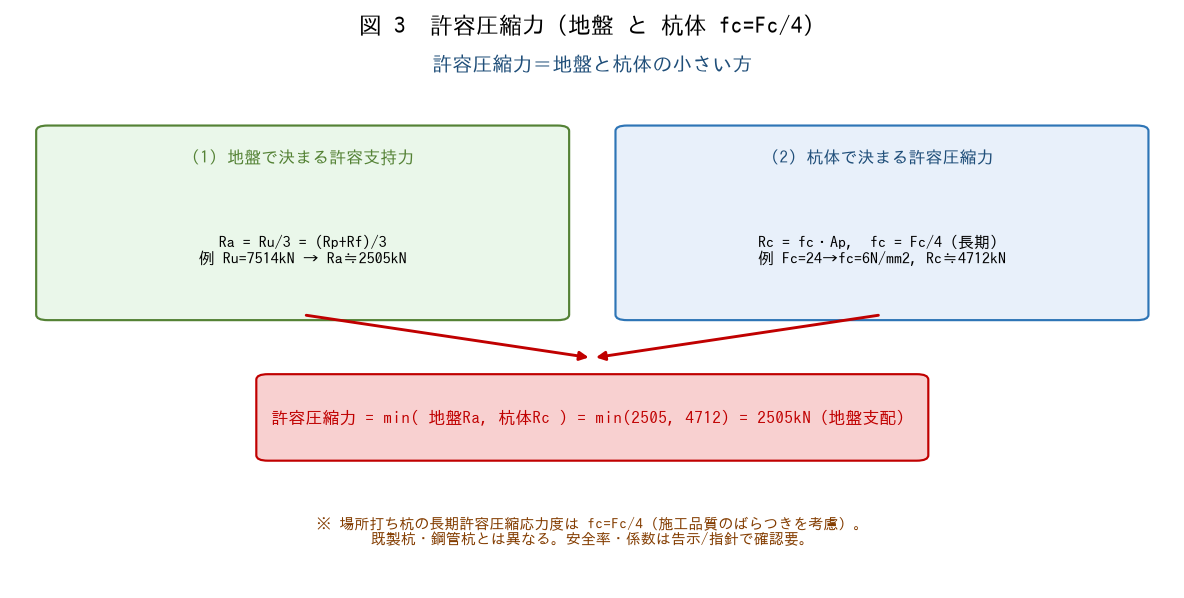 図 3　許容圧縮力（地盤 と 杭体 fc=Fc/4）
許容圧縮力＝地盤と杭体の小さい方
(1) 地盤で決まる許容支持力
Ra = Ru/3 = (Rp+Rf)/3
例 Ru=7514kN → Ra≒2505kN
(2) 杭体で決まる許容圧縮力
Rc = fc・Ap,  fc = Fc/4（長期）
例 Fc=24→fc=6N/mm2, Rc≒4712kN
許容圧縮力 = min( 地盤Ra, 杭体Rc ) = min(2505, 4712) = 2505kN（地盤支配）
※ 場所打ち杭の長期許容圧縮応力度は fc=Fc/4（施工品質のばらつきを考慮）。
既製杭・鋼管杭とは異なる。安全率・係数は告示/指針で確認要。